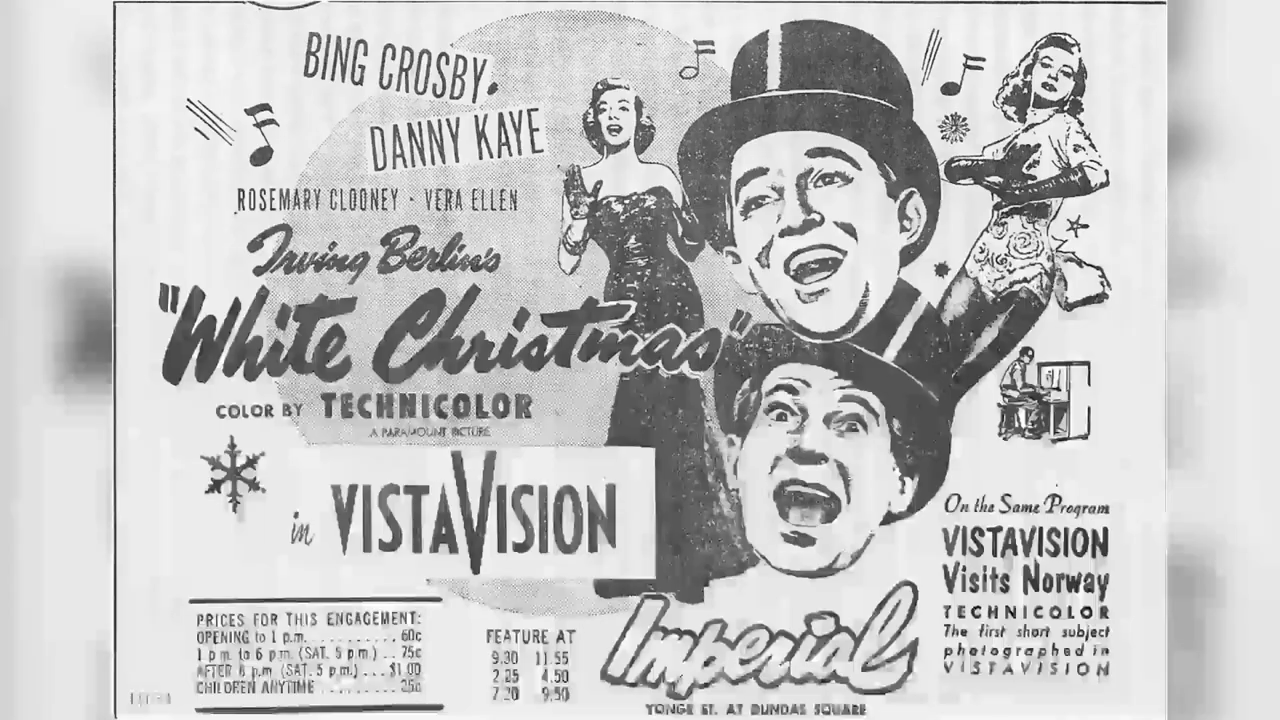 BING CROSBY ·
DANNY KAYE
ROSEMARY CLOONEY · VERA ELLEN
Irving Berlin's
"White Christmas"
COLOR BY TECHNICOLOR
A PARAMOUNT PICTURE
in VISTAVISION
PRICES FOR THIS ENGAGEMENT:
OPENING to 1 p.m. .......... 60c
1 p.m. to 6 p.m. (SAT. 5 p.m.) .. 75c
AFTER 6 p.m. (SAT. 5 p.m.) .... $1.00
CHILDREN ANYTIME .......... 25c
FEATURE AT
9.30 11.55
2.25 4.50
7.20 9.50
Imperial
YONGE ST. AT DUNDAS SQUARE
On the Same Program
VISTAVISION
Visits Norway
TECHNICOLOR
The first short subject
photographed in
VISTAVISION